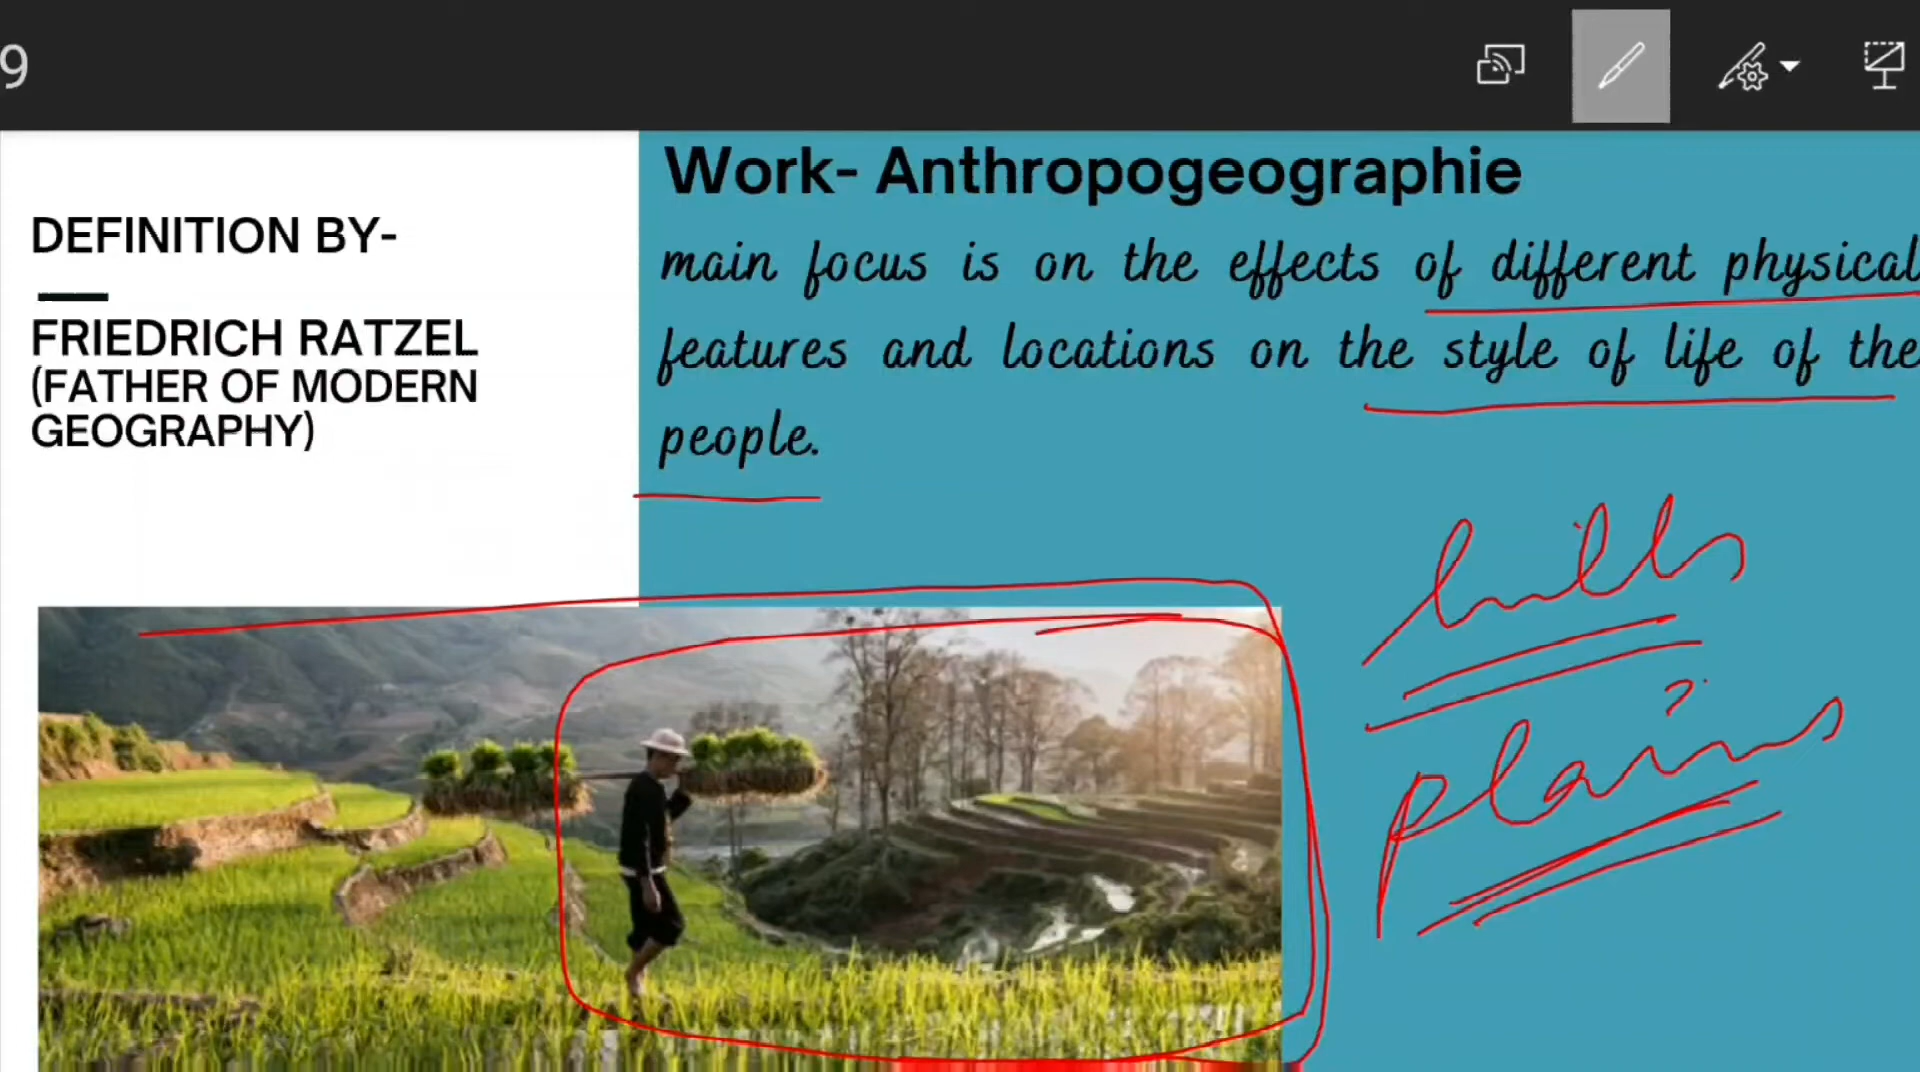 9
DEFINITION BY-
FRIEDRICH RATZEL
(FATHER OF MODERN
GEOGRAPHY)
Work- Anthropogeographie
main focus is on the effects of different physical
features and locations on the style of life of the
people.
hills
plains